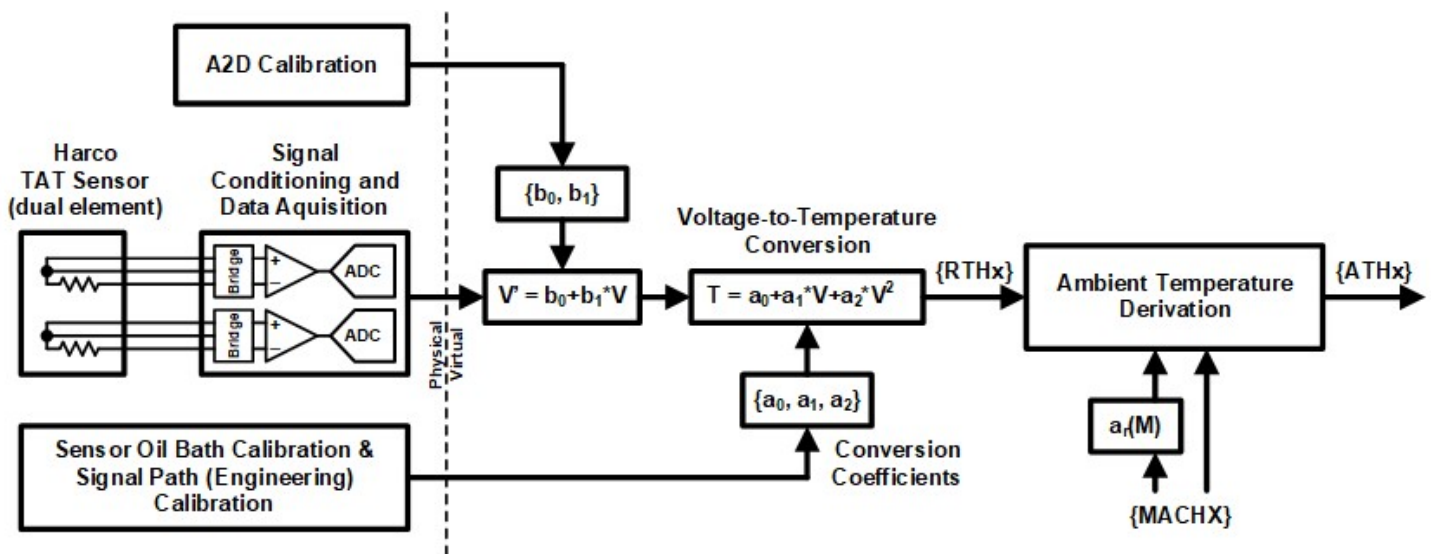 A2D Calibration
Harco
TAT Sensor
(dual element)
Signal
Conditioning and
Data Aquisition
Bridge
+
−
ADC
Bridge
+
−
ADC
Physical
Virtual
{b₀, b₁}
V' = b₀+b₁*V
Voltage-to-Temperature
Conversion
T = a₀+a₁*V+a₂*V²
{RTHx}
Ambient Temperature
Derivation
{ATHx}
{a₀, a₁, a₂}
Conversion
Coefficients
aᵣ(M)
{MACHX}
Sensor Oil Bath Calibration &
Signal Path (Engineering)
Calibration